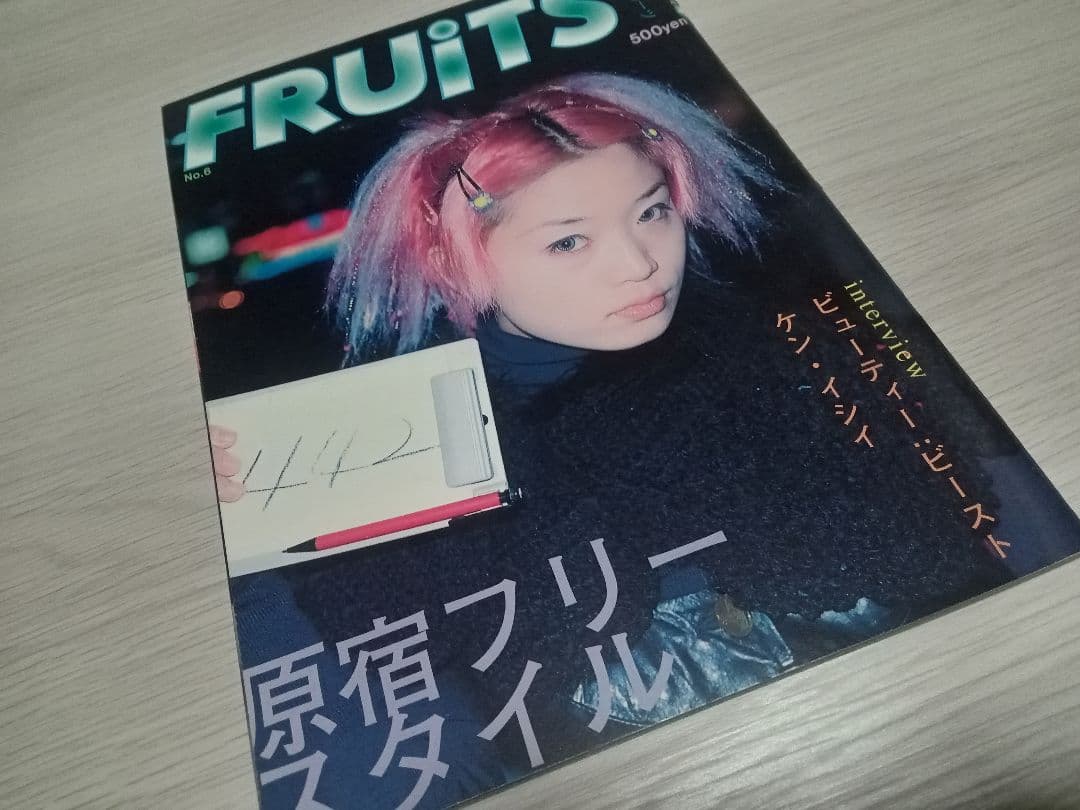 FRUiTS
500yen
No.6
interview
ビューティー:ビースト
ケン・イシイ
442
原宿フリー
スタイル